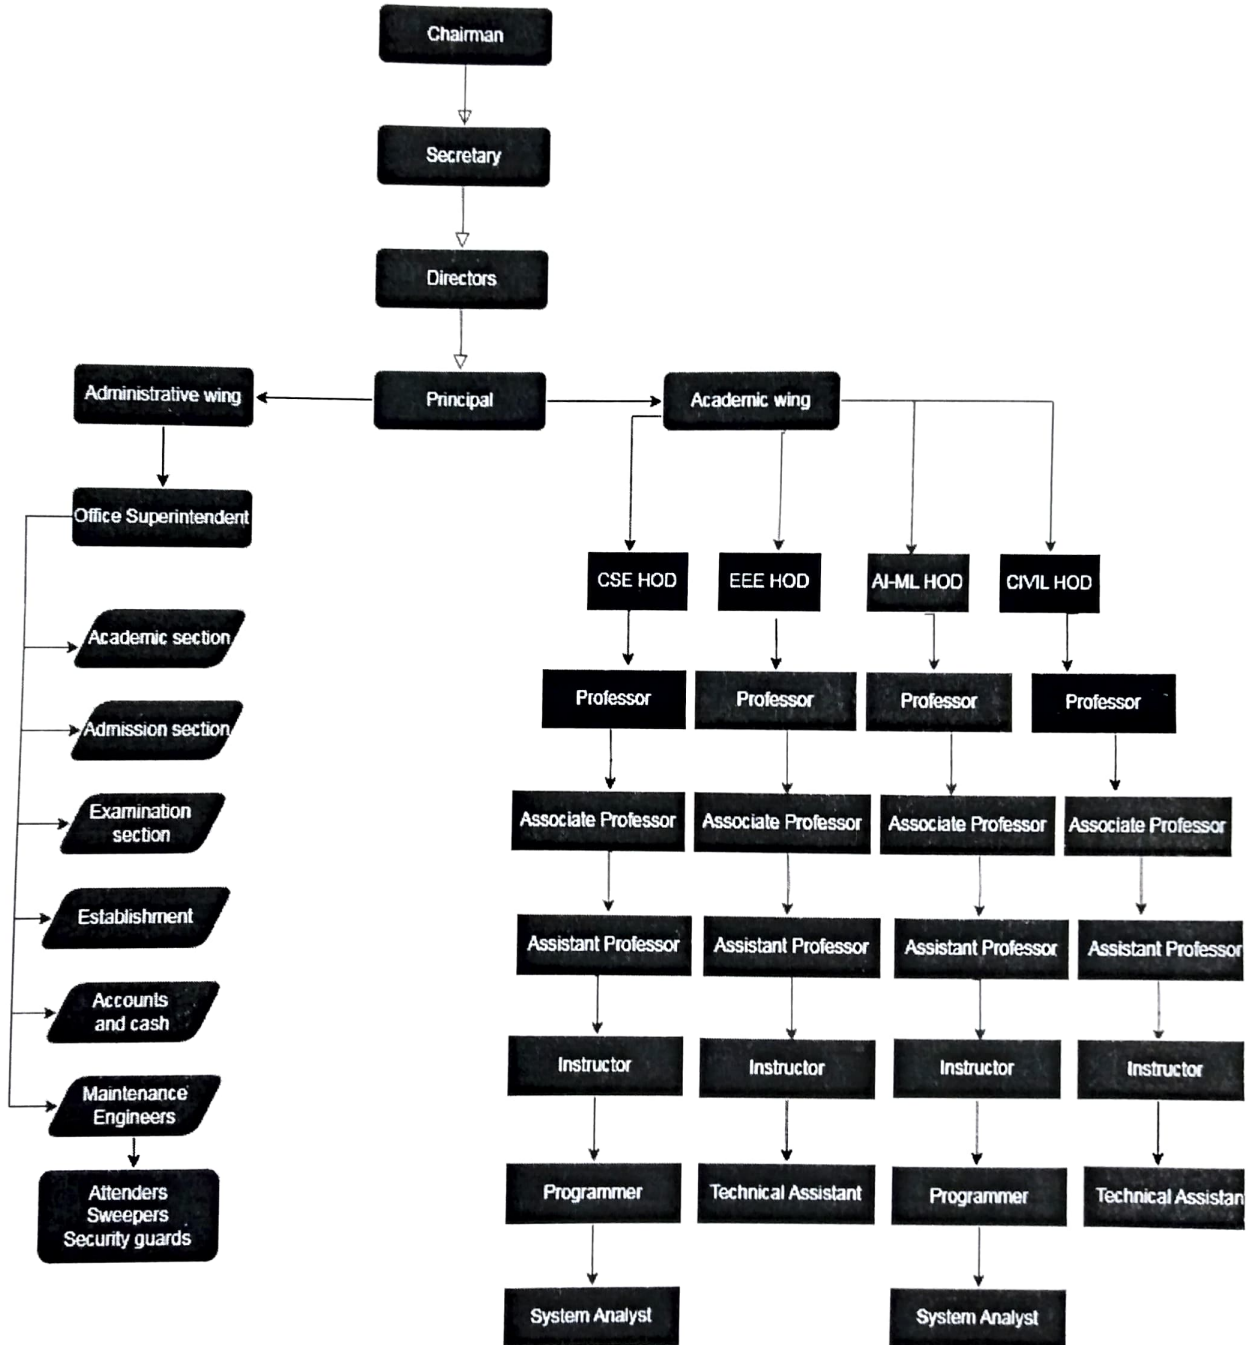 Chairman
Secretary
Directors
Administrative wing
Principal
Academic wing
Office Superintendent
CSE HOD
EEE HOD
AI-ML HOD
CIVIL HOD
Academic section
Professor
Professor
Professor
Professor
Admission section
Examination
section
Associate Professor
Associate Professor
Associate Professor
Associate Professor
Establishment
Assistant Professor
Assistant Professor
Assistant Professor
Assistant Professor
Accounts
and cash
Instructor
Instructor
Instructor
Instructor
Maintenance
Engineers
Attenders
Sweepers
Security guards
Programmer
Technical Assistant
Programmer
Technical Assistan
System Analyst
System Analyst